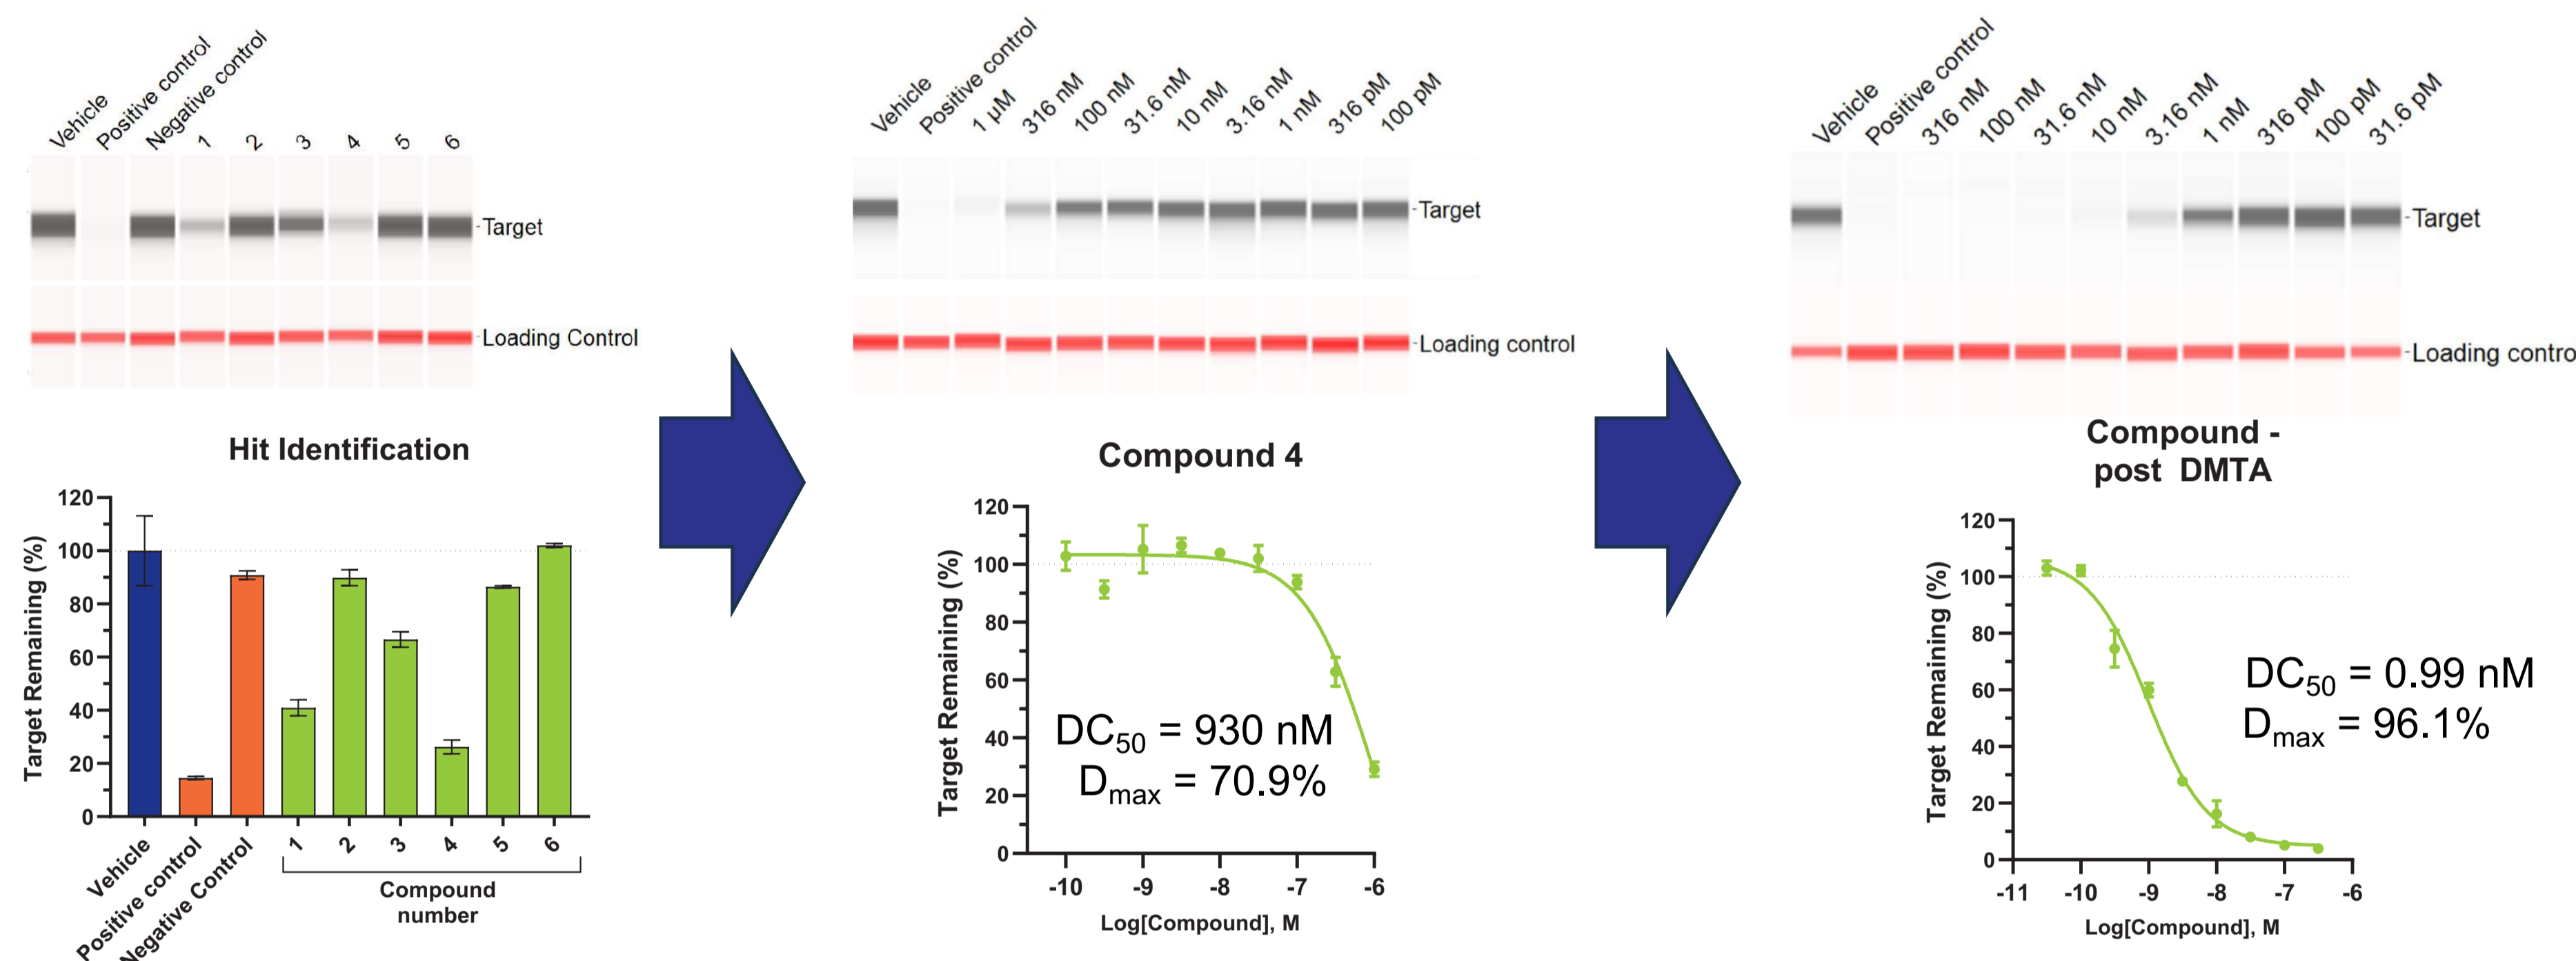 Vehicle
Positive control
Negative control
1
2
3
4
5
6
Target
Loading Control
Hit Identification
Target Remaining (%)
120
100
80
60
40
20
0
Vehicle
Positive control
Negative Control
1
2
3
4
5
6
Compound
number
Vehicle
Positive control
1 µM
316 nM
100 nM
31.6 nM
10 nM
3.16 nM
1 nM
316 pM
100 pM
Target
Loading control
Compound 4
Target Remaining (%)
120
100
80
60
40
20
0
DC50 = 930 nM
Dmax = 70.9%
-10
-9
-8
-7
-6
Log[Compound], M
Vehicle
Positive control
316 nM
100 nM
31.6 nM
10 nM
3.16 nM
1 nM
316 pM
100 pM
31.6 pM
Target
Loading contro
Compound -
post DMTA
Target Remaining (%)
120
100
80
60
40
20
0
DC50 = 0.99 nM
Dmax = 96.1%
-11
-10
-9
-8
-7
-6
Log[Compound], M